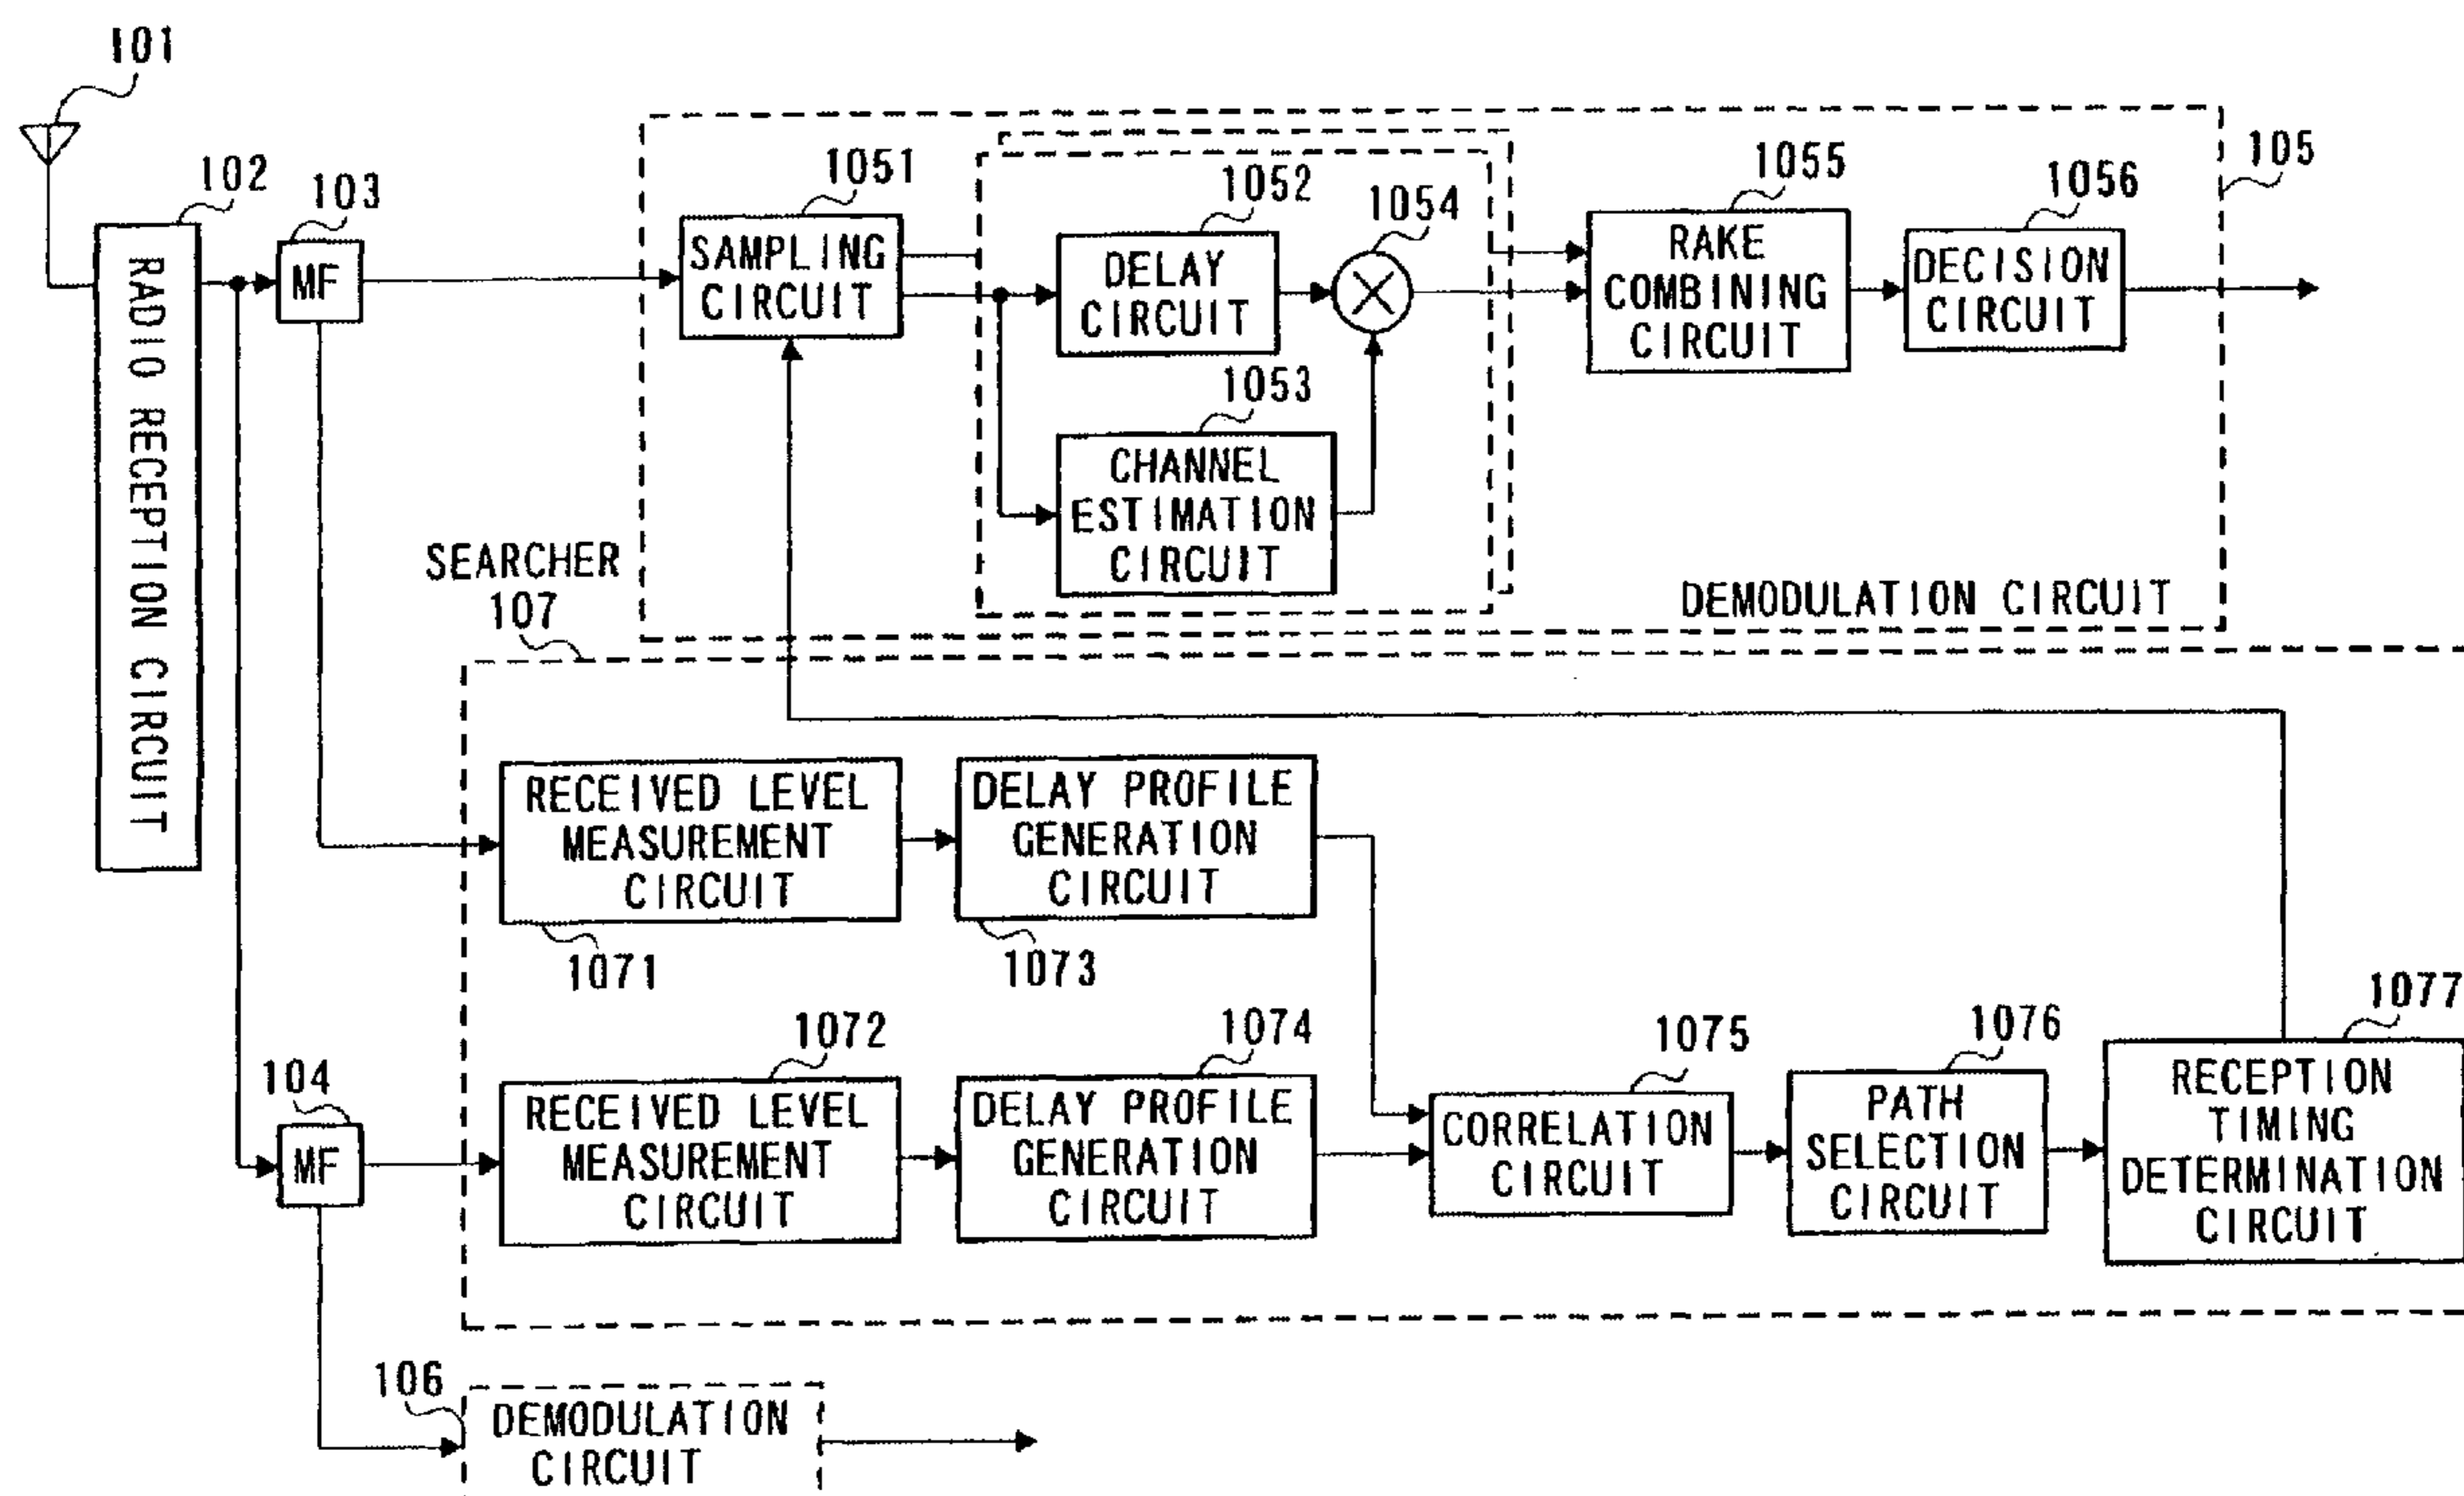 101
102
RADIO RECEPTION CIRCUIT
103
MF
1051
SAMPLING
CIRCUIT
1052
DELAY
CIRCUIT
1054
1053
CHANNEL
ESTIMATION
CIRCUIT
1055
RAKE
COMBINING
CIRCUIT
1056
DECISION
CIRCUIT
105
DEMODULATION CIRCUIT
SEARCHER
107
RECEIVED LEVEL
MEASUREMENT
CIRCUIT
1071
DELAY PROFILE
GENERATION
CIRCUIT
1073
104
MF
1072
RECEIVED LEVEL
MEASUREMENT
CIRCUIT
1074
DELAY PROFILE
GENERATION
CIRCUIT
1075
CORRELATION
CIRCUIT
1076
PATH
SELECTION
CIRCUIT
1077
RECEPTION
TIMING
DETERMINATION
CIRCUIT
106
DEMODULATION
CIRCUIT